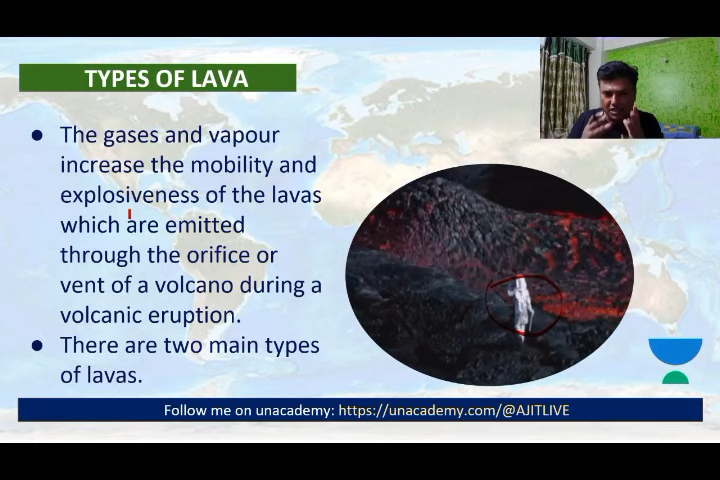 TYPES OF LAVA
● The gases and vapour
increase the mobility and
explosiveness of the lavas
which are emitted
through the orifice or
vent of a volcano during a
volcanic eruption.
● There are two main types
of lavas.
Follow me on unacademy: https://unacademy.com/@AJITLIVE